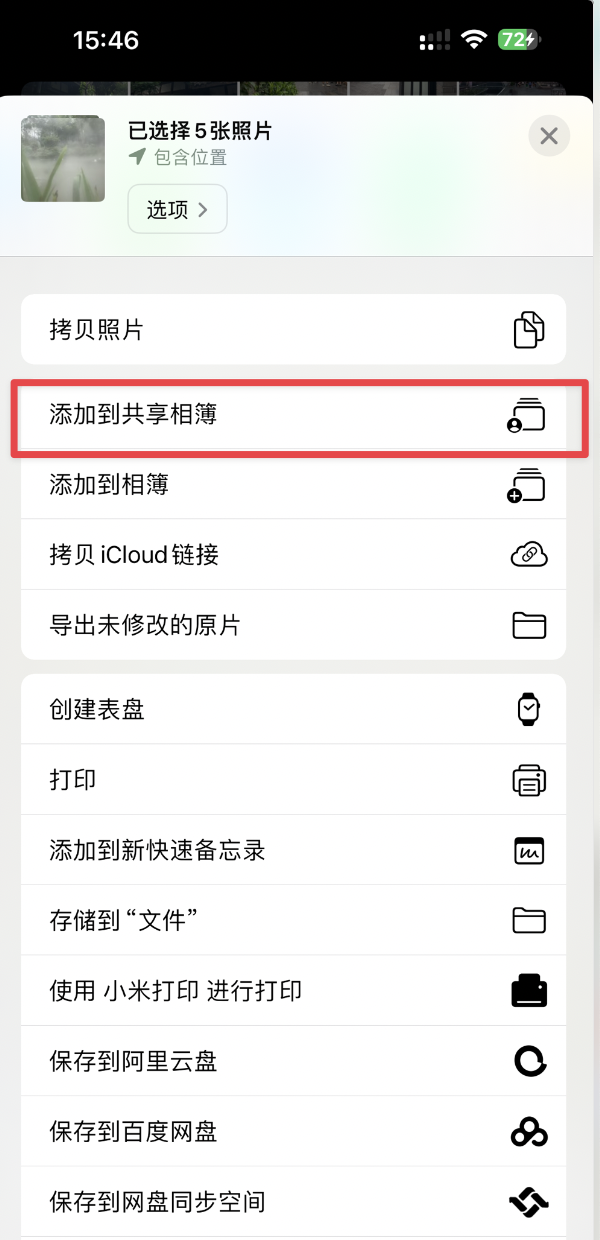 15:46
72
已选择5张照片
包含位置
选项
拷贝照片
添加到共享相簿
添加到相簿
拷贝 iCloud 链接
导出未修改的原片
创建表盘
打印
添加到新快速备忘录
存储到“文件”
使用 小米打印 进行打印
保存到阿里云盘
保存到百度网盘
保存到网盘同步空间